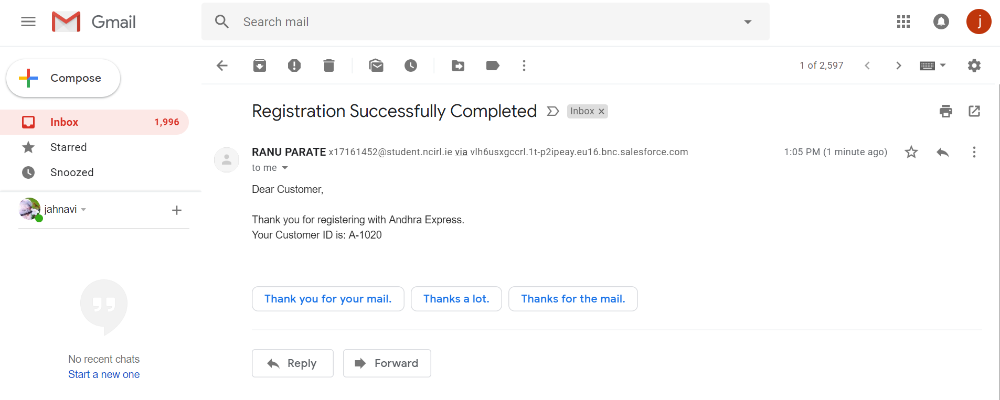 Gmail
Search mail
j
Compose
1 of 2,597
Registration Successfully Completed
Inbox ×
Inbox 1,996
Starred
Snoozed
RANU PARATE x17161452@student.ncirl.ie via vlh6usxgccrl.1t-p2ipeay.eu16.bnc.salesforce.com
1:05 PM (1 minute ago)
to me
jahnavi
Dear Customer,
Thank you for registering with Andhra Express.
Your Customer ID is: A-1020
Thank you for your mail.
Thanks a lot.
Thanks for the mail.
No recent chats
Start a new one
Reply
Forward